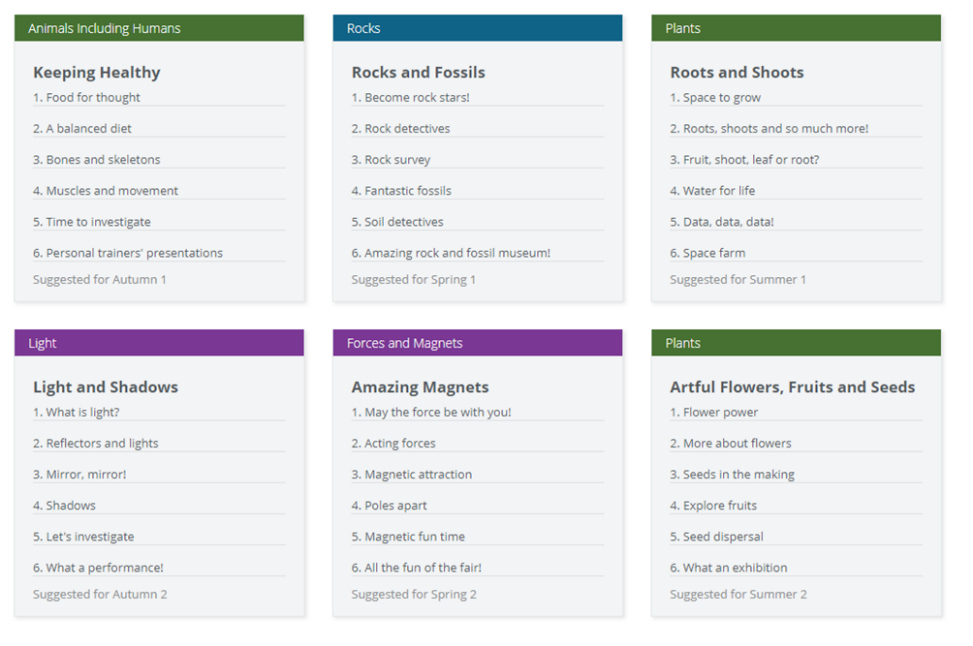 Animals Including Humans
Keeping Healthy
1. Food for thought
2. A balanced diet
3. Bones and skeletons
4. Muscles and movement
5. Time to investigate
6. Personal trainers' presentations
Suggested for Autumn 1
Rocks
Rocks and Fossils
1. Become rock stars!
2. Rock detectives
3. Rock survey
4. Fantastic fossils
5. Soil detectives
6. Amazing rock and fossil museum!
Suggested for Spring 1
Plants
Roots and Shoots
1. Space to grow
2. Roots, shoots and so much more!
3. Fruit, shoot, leaf or root?
4. Water for life
5. Data, data, data!
6. Space farm
Suggested for Summer 1
Light
Light and Shadows
1. What is light?
2. Reflectors and lights
3. Mirror, mirror!
4. Shadows
5. Let's investigate
6. What a performance!
Suggested for Autumn 2
Forces and Magnets
Amazing Magnets
1. May the force be with you!
2. Acting forces
3. Magnetic attraction
4. Poles apart
5. Magnetic fun time
6. All the fun of the fair!
Suggested for Spring 2
Plants
Artful Flowers, Fruits and Seeds
1. Flower power
2. More about flowers
3. Seeds in the making
4. Explore fruits
5. Seed dispersal
6. What an exhibition
Suggested for Summer 2